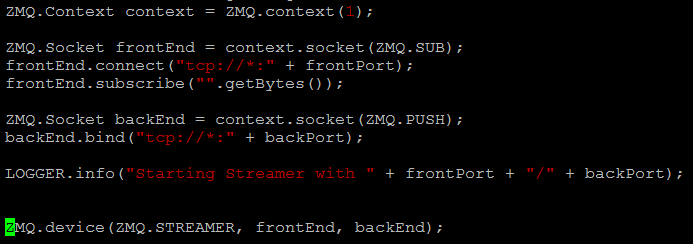 ZMQ.Context context = ZMQ.context(1);
ZMQ.Socket frontEnd = context.socket(ZMQ.SUB);
frontEnd.connect("tcp://*:" + frontPort);
frontEnd.subscribe("".getBytes());
ZMQ.Socket backEnd = context.socket(ZMQ.PUSH);
backEnd.bind("tcp://*:" + backPort);
LOGGER.info("Starting Streamer with " + frontPort + "/" + backPort);
ZMQ.device(ZMQ.STREAMER, frontEnd, backEnd);